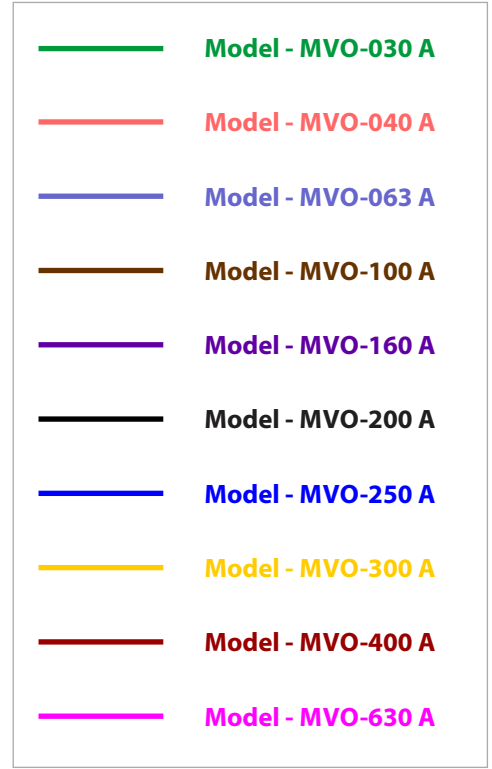 Model - MVO-030 A
Model - MVO-040 A
Model - MVO-063 A
Model - MVO-100 A
Model - MVO-160 A
Model - MVO-200 A
Model - MVO-250 A
Model - MVO-300 A
Model - MVO-400 A
Model - MVO-630 A